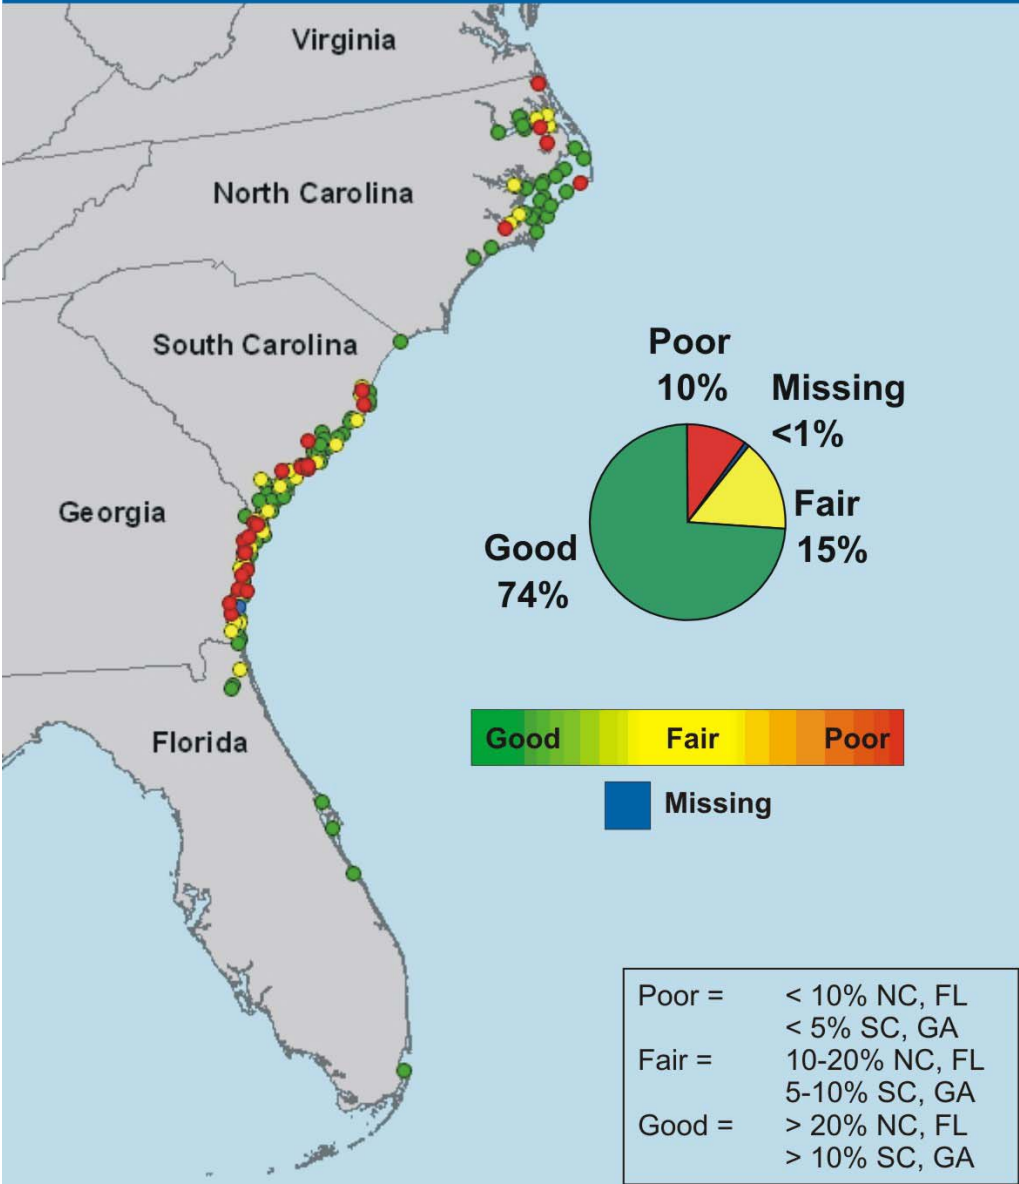 Virginia
North Carolina
South Carolina
Georgia
Florida
Poor
10%
Missing
<1%
Fair
15%
Good
74%
Good Fair Poor
Missing
Poor = < 10% NC, FL
< 5% SC, GA
Fair = 10-20% NC, FL
5-10% SC, GA
Good = > 20% NC, FL
> 10% SC, GA